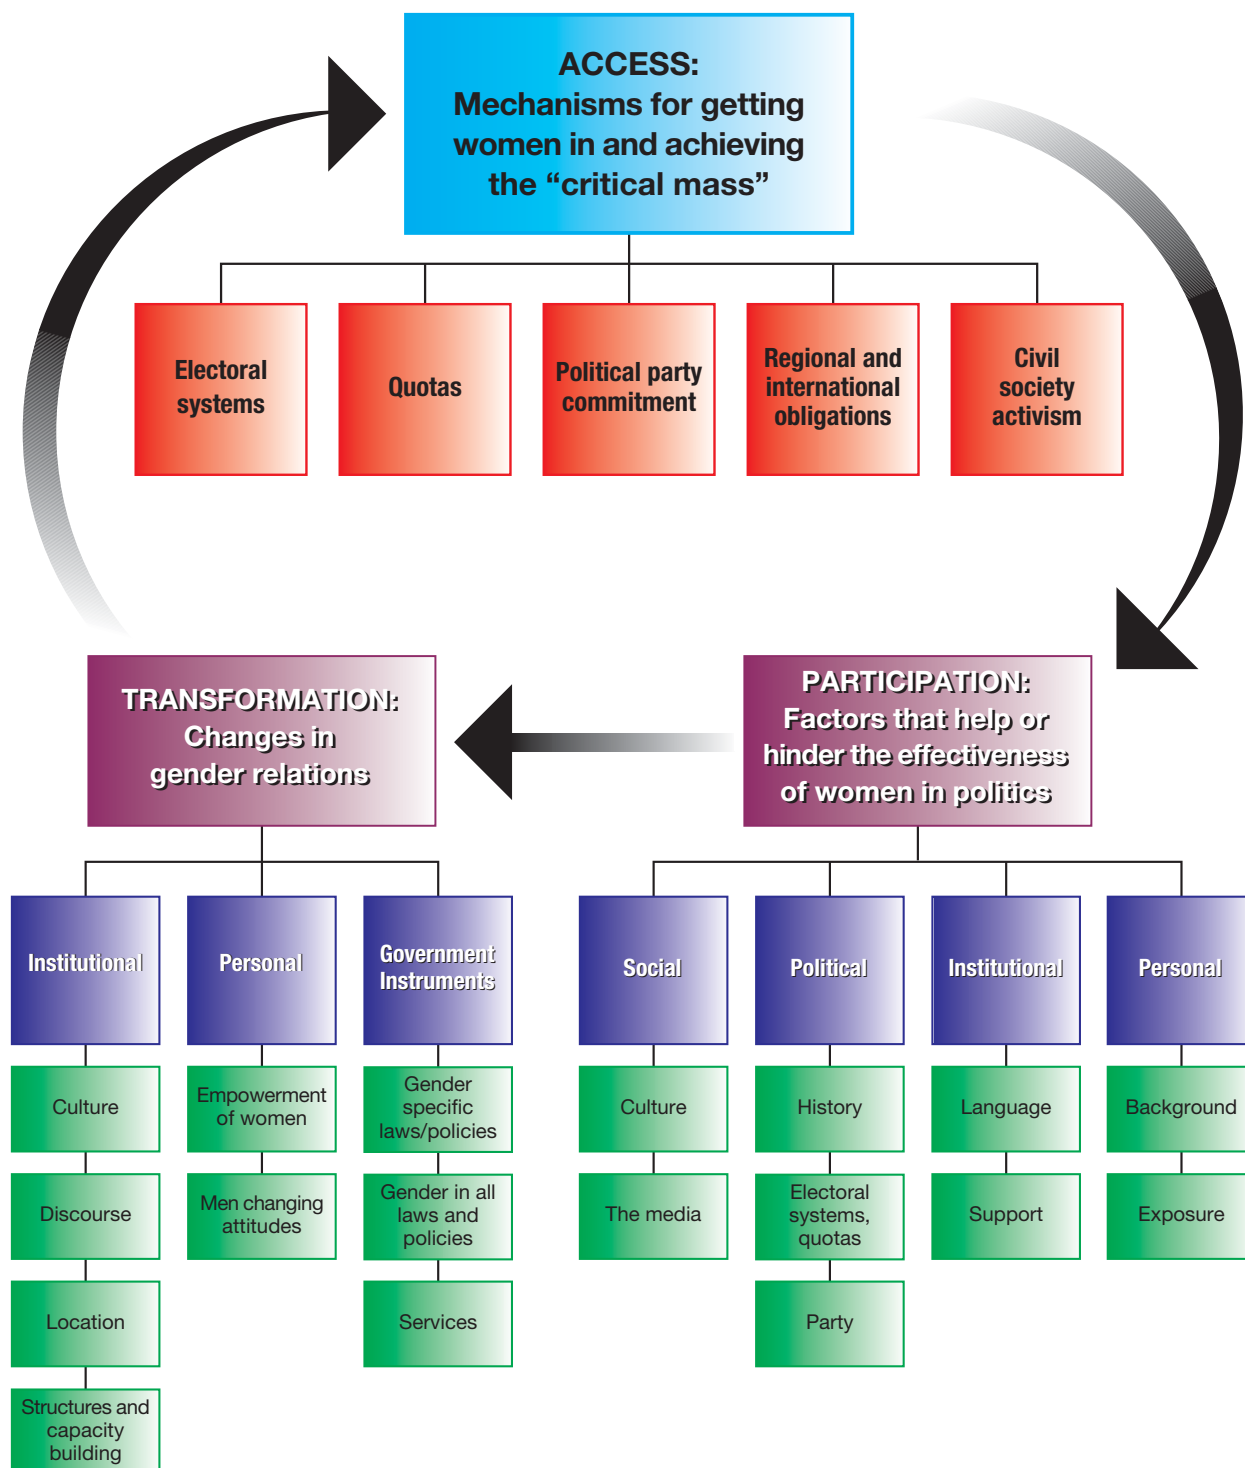 ACCESS:
Mechanisms for getting
women in and achieving
the “critical mass”
Electoral
systems
Quotas
Political party
commitment
Regional and
international
obligations
Civil
society
activism
TRANSFORMATION:
Changes in
gender relations
PARTICIPATION:
Factors that help or
hinder the effectiveness
of women in politics
Institutional
Personal
Government
Instruments
Social
Political
Institutional
Personal
Culture
Empowerment
of women
Gender
specific
laws/policies
Culture
History
Language
Background
Discourse
Men changing
attitudes
Gender in all
laws and
policies
The media
Electoral
systems,
quotas
Support
Exposure
Location
Services
Party
Structures and
capacity
building